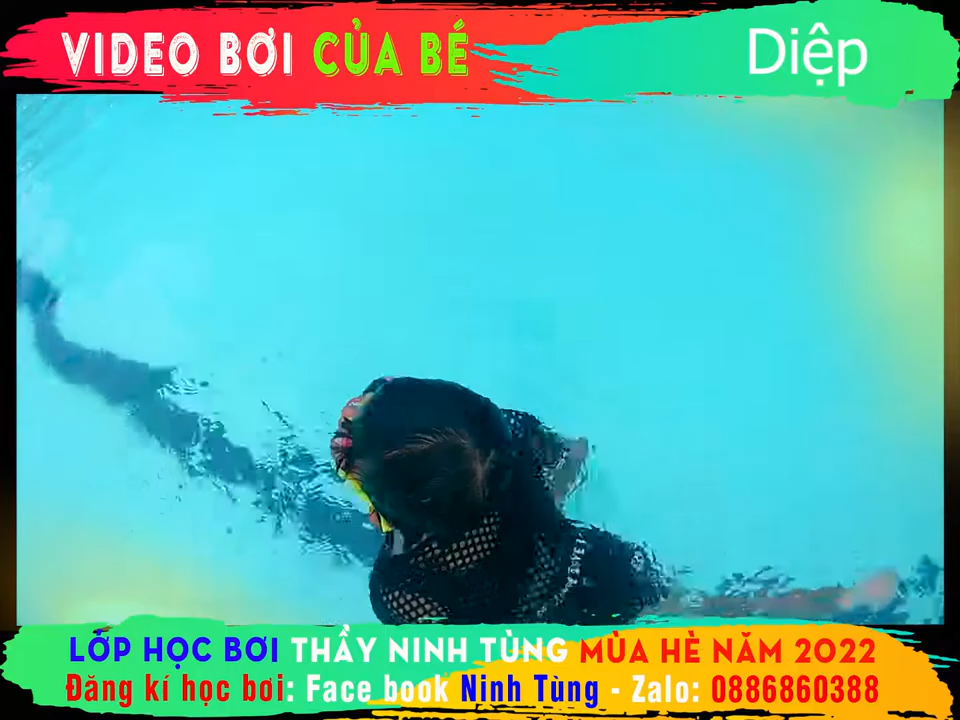 VIDEO BƠI CỦA BÉ
Diệp
LỚP HỌC BƠI THẦY NINH TÙNG MÙA HÈ NĂM 2022
Đăng kí học bơi: Face book Ninh Tùng - Zalo: 0886860388